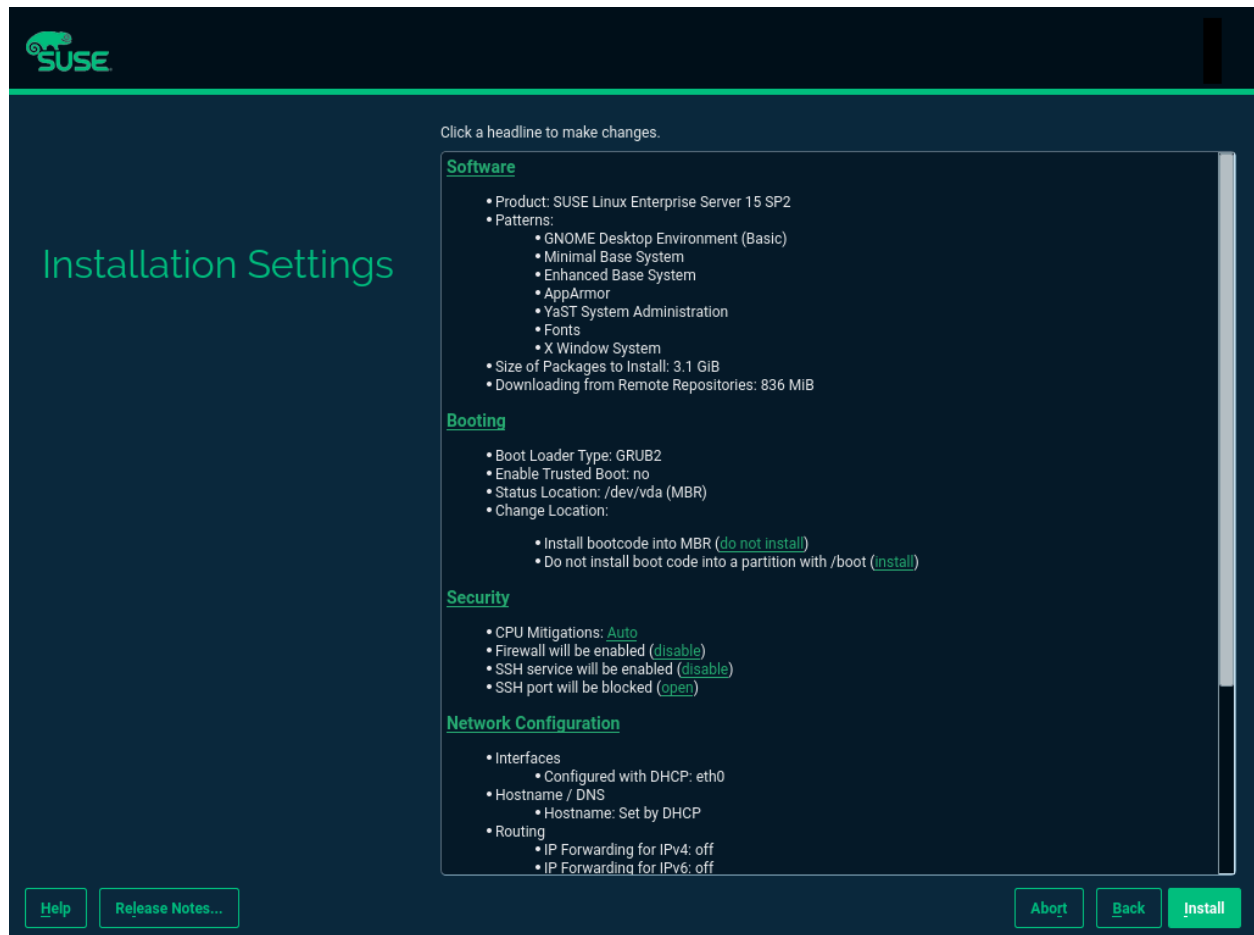 SUSE
Click a headline to make changes.
Installation Settings
Software
• Product: SUSE Linux Enterprise Server 15 SP2
• Patterns:
• GNOME Desktop Environment (Basic)
• Minimal Base System
• Enhanced Base System
• AppArmor
• YaST System Administration
• Fonts
• X Window System
• Size of Packages to Install: 3.1 GiB
• Downloading from Remote Repositories: 836 MiB
Booting
• Boot Loader Type: GRUB2
• Enable Trusted Boot: no
• Status Location: /dev/vda (MBR)
• Change Location:
• Install bootcode into MBR (do not install)
• Do not install boot code into a partition with /boot (install)
Security
• CPU Mitigations: Auto
• Firewall will be enabled (disable)
• SSH service will be enabled (disable)
• SSH port will be blocked (open)
Network Configuration
• Interfaces
• Configured with DHCP: eth0
• Hostname / DNS
• Hostname: Set by DHCP
• Routing
• IP Forwarding for IPv4: off
• IP Forwarding for IPv6: off
Help Release Notes... Abort Back Install